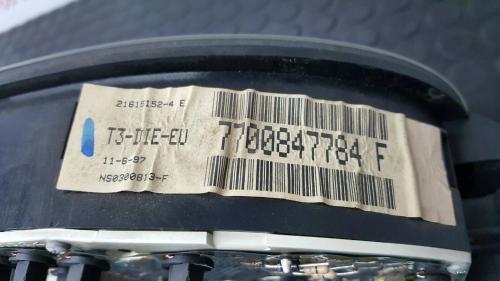 21615152-4 E
T3-DIE-EU 7700847784 F
11-6-97
NS0300813-F